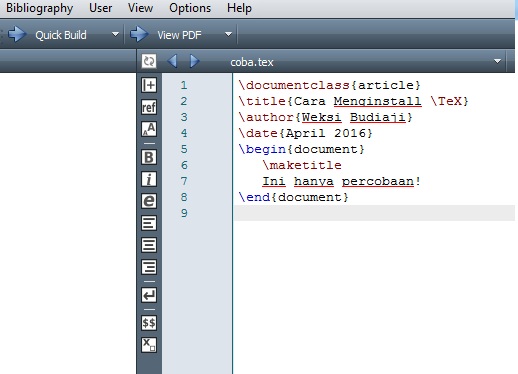 Bibliography User View Options Help
Quick Build View PDF
coba.tex
1 \documentclass{article}
2 \title{Cara Menginstall \TeX}
3 \author{Weksi Budiaji}
4 \date{April 2016}
5 \begin{document}
6 \maketitle
7 Ini hanya percobaan!
8 \end{document}
9
ref
AA
B
i
e
$$
X